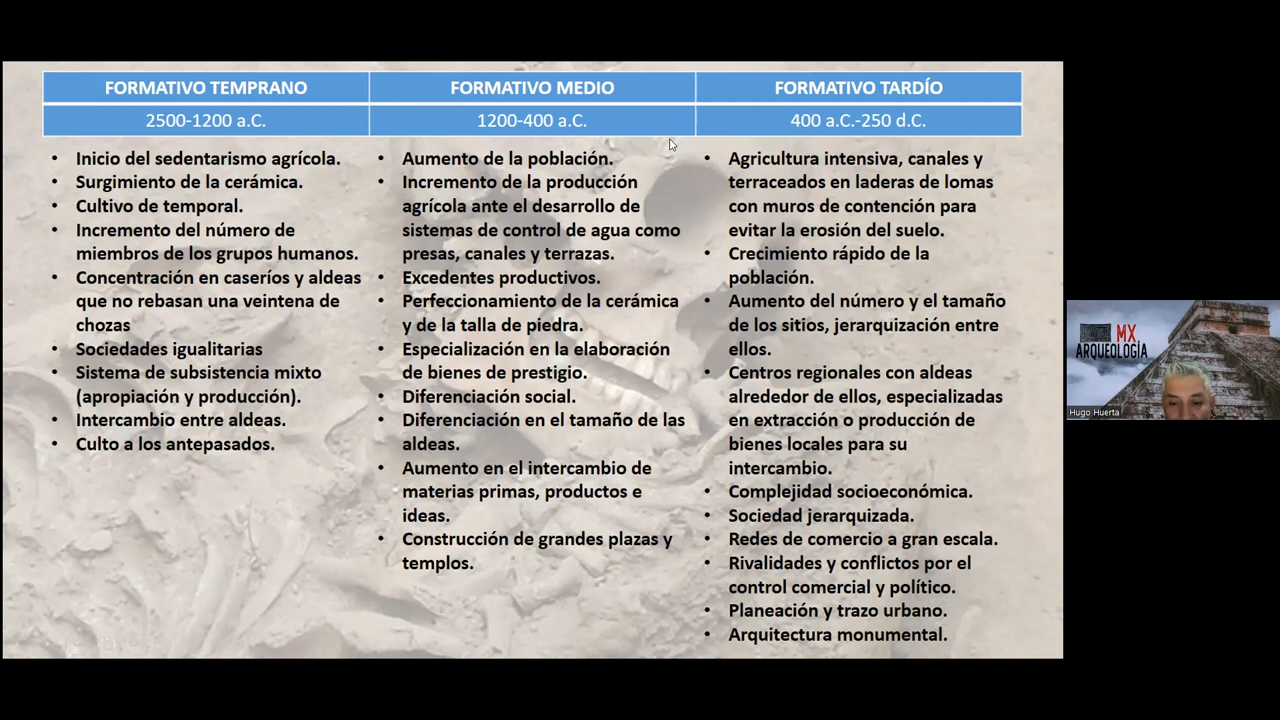 FORMATIVO TEMPRANO
FORMATIVO MEDIO
FORMATIVO TARDÍO
2500-1200 a.C.
1200-400 a.C.
400 a.C.-250 d.C.
• Inicio del sedentarismo agrícola.
• Surgimiento de la cerámica.
• Cultivo de temporal.
• Incremento del número de
miembros de los grupos humanos.
• Concentración en caseríos y aldeas
que no rebasan una veintena de
chozas
• Sociedades igualitarias
• Sistema de subsistencia mixto
(apropiación y producción).
• Intercambio entre aldeas.
• Culto a los antepasados.
• Aumento de la población.
• Incremento de la producción
agrícola ante el desarrollo de
sistemas de control de agua como
presas, canales y terrazas.
• Excedentes productivos.
• Perfeccionamiento de la cerámica
y de la talla de piedra.
• Especialización en la elaboración
de bienes de prestigio.
• Diferenciación social.
• Diferenciación en el tamaño de las
aldeas.
• Aumento en el intercambio de
materias primas, productos e
ideas.
• Construcción de grandes plazas y
templos.
• Agricultura intensiva, canales y
terraceados en laderas de lomas
con muros de contención para
evitar la erosión del suelo.
• Crecimiento rápido de la
población.
• Aumento del número y el tamaño
de los sitios, jerarquización entre
ellos.
• Centros regionales con aldeas
alrededor de ellos, especializadas
en extracción o producción de
bienes locales para su
intercambio.
• Complejidad socioeconómica.
• Sociedad jerarquizada.
• Redes de comercio a gran escala.
• Rivalidades y conflictos por el
control comercial y político.
• Planeación y trazo urbano.
• Arquitectura monumental.
MX
ARQUEOLOGÍA
Hugo Huerta